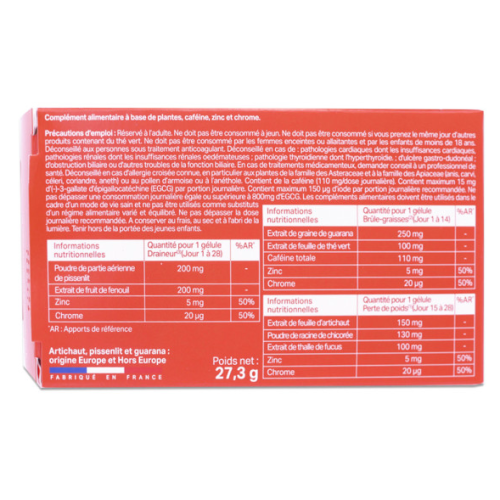 Complément alimentaire à base de plantes, caféine, zinc et chrome.
Précautions d'emploi : Réservé à l'adulte. Ne doit pas être consommé à jeun. Ne doit pas être consommé si vous prenez le même jour d'autres
produits contenant du thé vert. Ne doit pas être consommé par les femmes enceintes ou allaitantes et par les enfants de moins de 18 ans.
Déconseillé aux personnes sous traitement anticoagulant. Déconseillé en cas de : pathologies cardiaques dont les insuffisances cardiaques,
pathologies rénales dont les insuffisances rénales oedémateuses ; pathologie thyroïdienne dont l'hyperthyroïdie. ; d'ulcère gastro-duodénal ;
d'obstruction biliaire ou d'autres troubles de la fonction biliaire. En cas de traitements médicamenteux, demander conseil à un professionnel de
santé. Déconseillé en cas d'allergie croisée connue, en particulier aux plantes de la famille des Asteraceae et à la famille des Apiaceae (anis, carvi,
céleri, coriandre, aneth) ou au pollen d'armoise ou à l'anéthole. Contient de la caféine (110 mg/dose journalière). Contient maximum 15 mg
d'(-)-3-gallate d'épigallocatéchine (EGCG) par portion journalière. Contient maximum 150 µg d'iode par portion journalière recommandée. Ne
pas dépasser une consommation journalière égale ou supérieure à 800mg d'EGCG. Les compléments alimentaires doivent être utilisés dans le
cadre d'un mode de vie sain et ne pas être utilisés comme substituts
d'un régime alimentaire varié et équilibré. Ne pas dépasser la dose
journalière recommandée. À conserver au frais, au sec et à l'abri de la
lumière. Tenir hors de la portée des jeunes enfants.
Informations nutritionnelles Quantité pour 1 gélule Draineur (Jour 1 à 28) %AR*
Poudre de partie aérienne de pissenlit 200 mg -
Extrait de fruit de fenouil 200 mg -
Zinc 5 mg 50%
Chrome 20 µg 50%
*AR : Apports de référence
Artichaut, pissenlit et guarana :
origine Europe et Hors Europe
FABRIQUÉ EN FRANCE
Poids net :
27,3 g
Informations nutritionnelles Quantité pour 1 gélule Brûle-graisses (Jour 1 à 14) %AR*
Extrait de graine de guarana 250 mg -
Extrait de feuille de thé vert 100 mg -
Caféine totale 110 mg -
Zinc 5 mg 50%
Chrome 20 µg 50%
Informations nutritionnelles Quantité pour 1 gélule Perte de poids (Jour 15 à 28) %AR*
Extrait de feuille d'artichaut 150 mg -
Poudre de racine de chicorée 130 mg -
Extrait de thalle de fucus 100 mg -
Zinc 5 mg 50%
Chrome 20 µg 50%